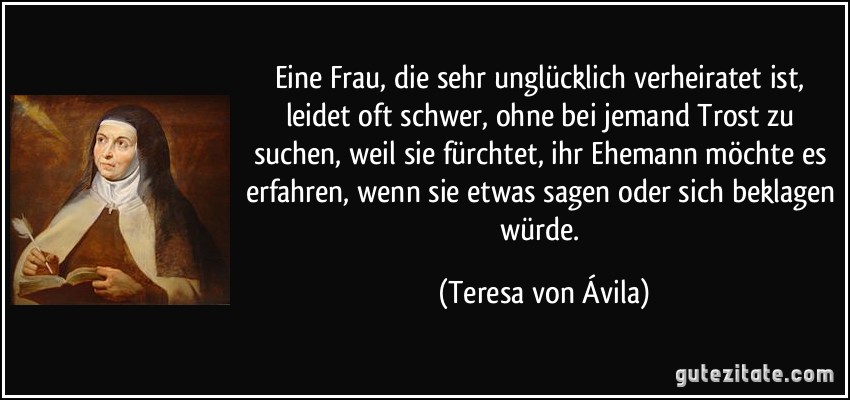 Eine Frau, die sehr unglücklich verheiratet ist,
leidet oft schwer, ohne bei jemand Trost zu
suchen, weil sie fürchtet, ihr Ehemann möchte es
erfahren, wenn sie etwas sagen oder sich beklagen
würde.
(Teresa von Ávila)
gutezitate.com